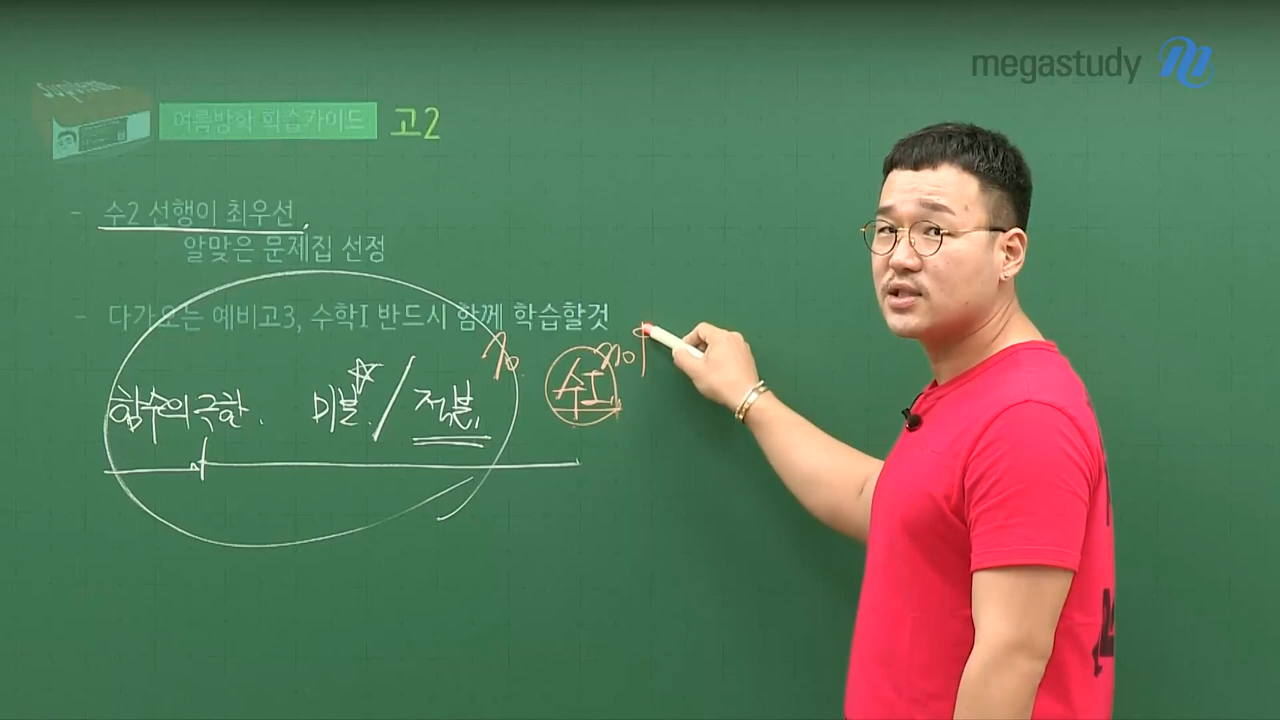 megastudy
여름방학 학습가이드 고2
- 수2 선행이 최우선
알맞은 문제집 선정
- 다가오는 예비고3, 수학I 반드시 함께 학습할것
함수의 극한. 미분. / 적분.
수I